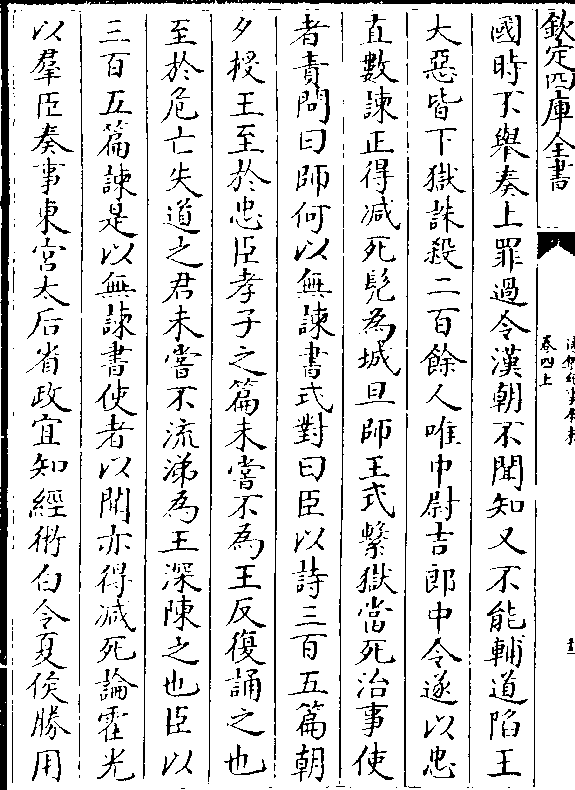 欽定四庫全書
卷四上
國時不舉奏上罪過令漢朝不聞知又不能輔道陷王
大惡皆下獄誅殺二百餘人唯中尉吉郎中令遂以忠
直數諫正得減死髠為城旦師王式繫獄當死治事使
者責問曰師何以無諫書式對曰臣以詩三百五篇朝
夕授王至於忠臣孝子之篇未嘗不為王反復誦之也
至於危亡失道之君未嘗不流涕為王深陳之也臣以
三百五篇諫是以無諫書使者以聞亦得減死論霍光
以羣臣奏事東宮太后省政宜知經術白令夏侯勝用